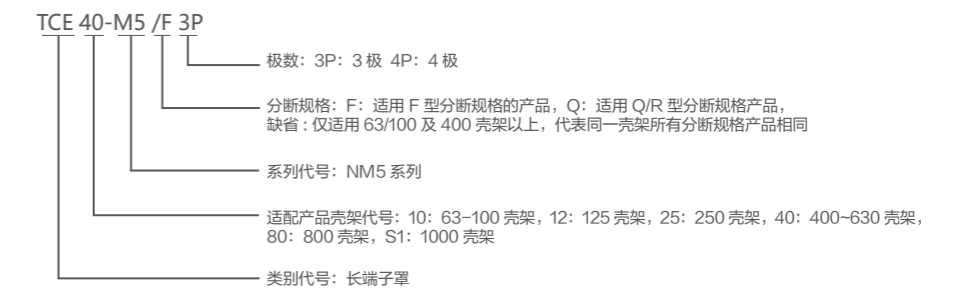 TCE 40-M5 /F 3P
极数：3P：3 极 4P：4 极
分断规格：F：适用 F 型分断规格的产品，Q：适用 Q/R 型分断规格产品，
缺省 : 仅适用 63/100 及 400 壳架以上，代表同一壳架所有分断规格产品相同
系列代号：NM5 系列
适配产品壳架代号：10：63-100 壳架，12：125 壳架，25：250 壳架，40：400~630 壳架，
80：800 壳架，S1：1000 壳架
类别代号：长端子罩